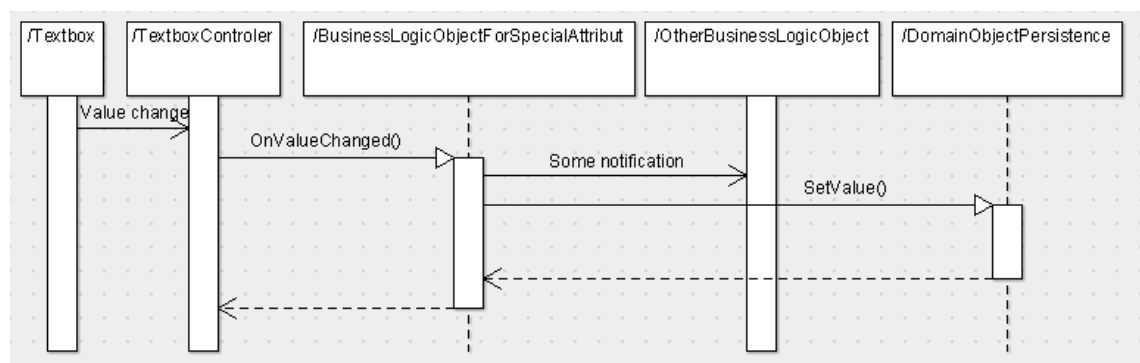 /Textbox
/TextboxControler
/BusinessLogicObjectForSpecialAttribut
/OtherBusinessLogicObject
/DomainObjectPersistence
Value change
OnValueChanged()
Some notification
SetValue()